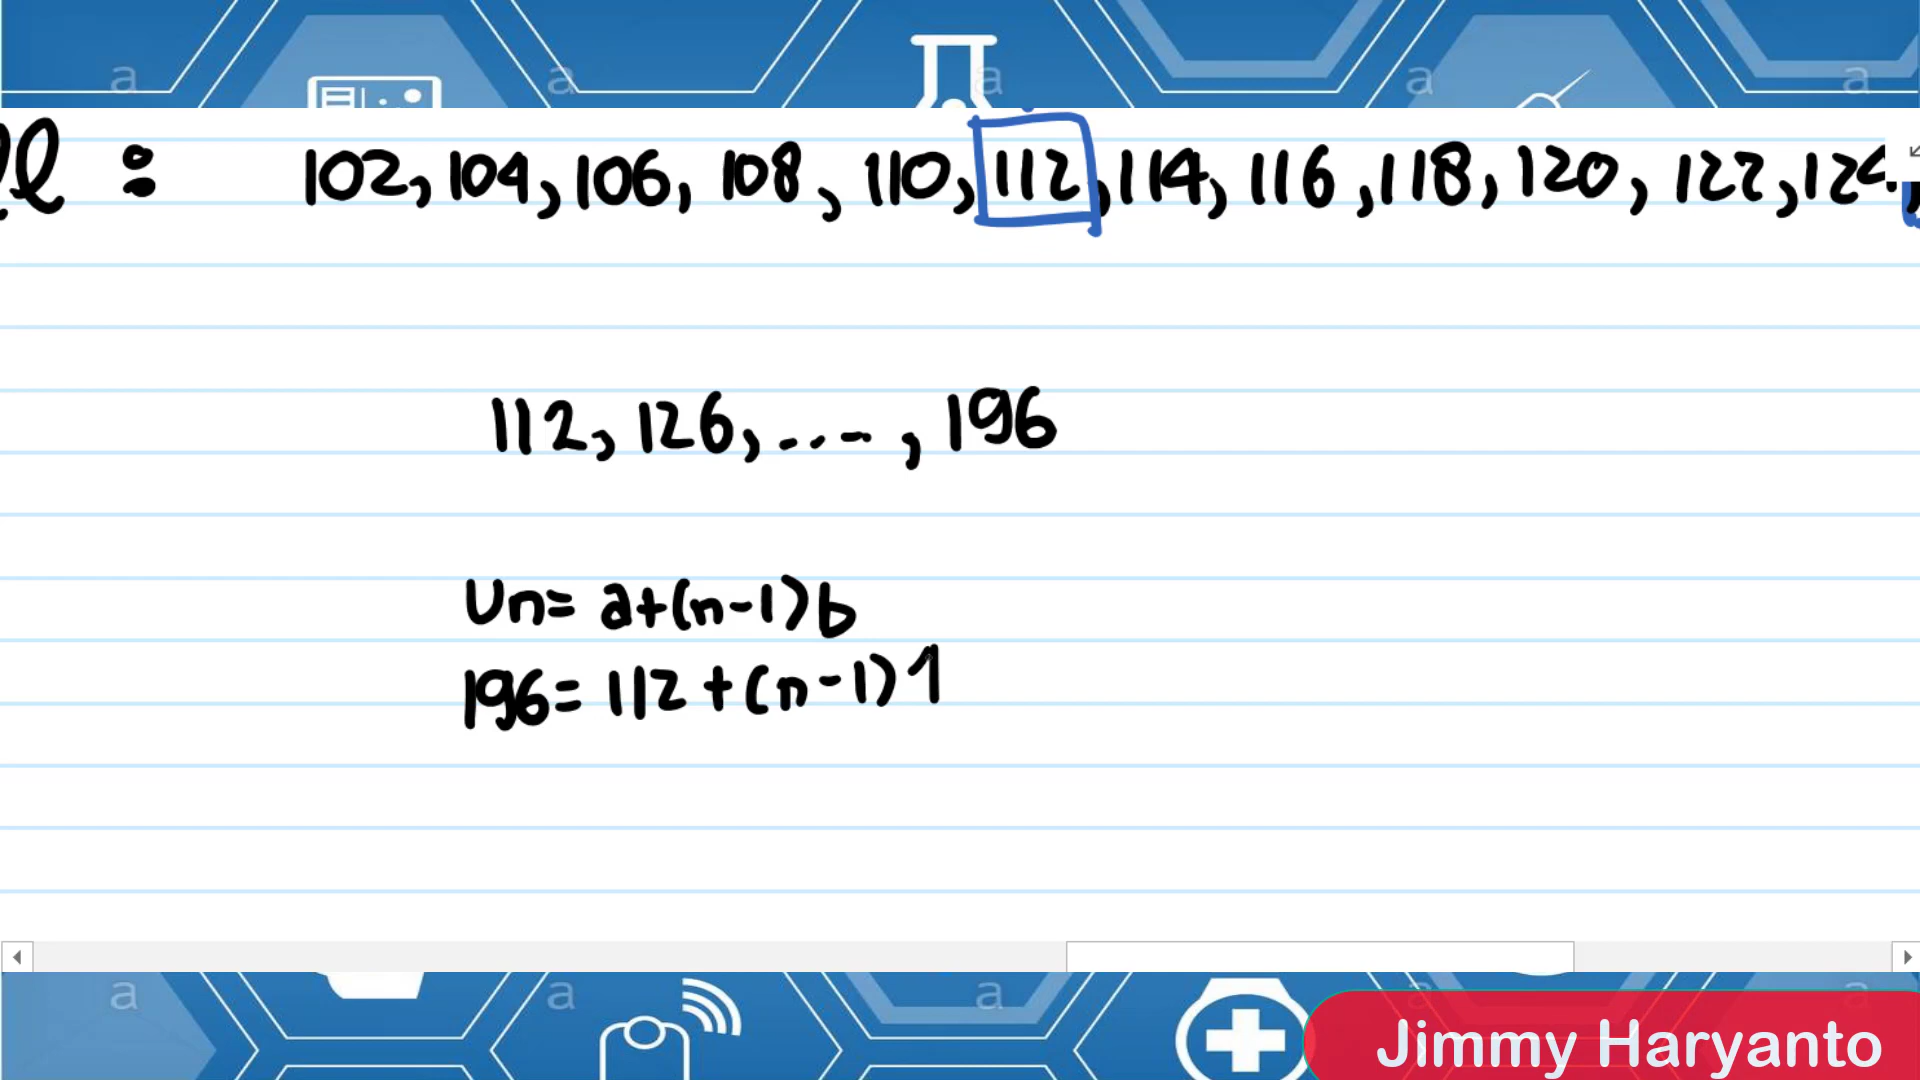 102, 104, 106, 108, 110, 112, 114, 116, 118, 120, 122, 124,
112, 126, ...., 196
Un= a+(n-1)b
196= 112+(n-1)1
Jimmy Haryanto